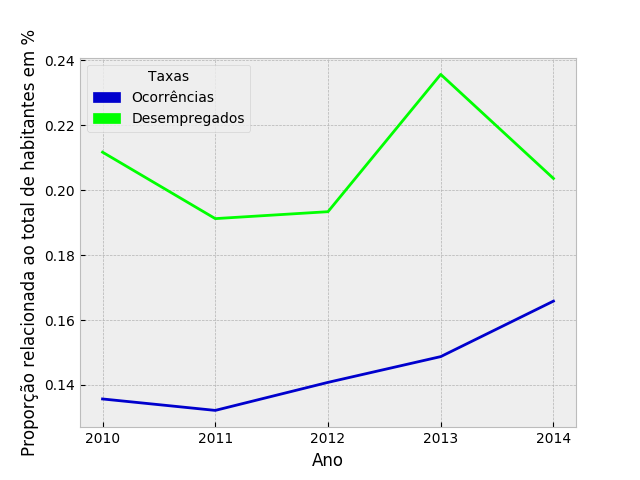 Proporção relacionada ao total de habitantes em %
0.24
0.22
0.20
0.18
0.16
0.14
Taxas
Ocorrências
Desempregados
2010 2011 2012 2013 2014
Ano